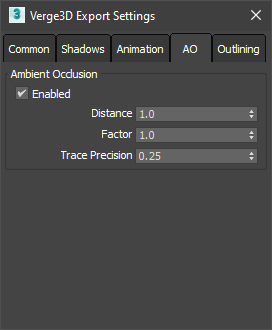 Verge3D Export Settings
Common Shadows Animation AO Outlining
Ambient Occlusion
Enabled
Distance 1.0
Factor 1.0
Trace Precision 0.25